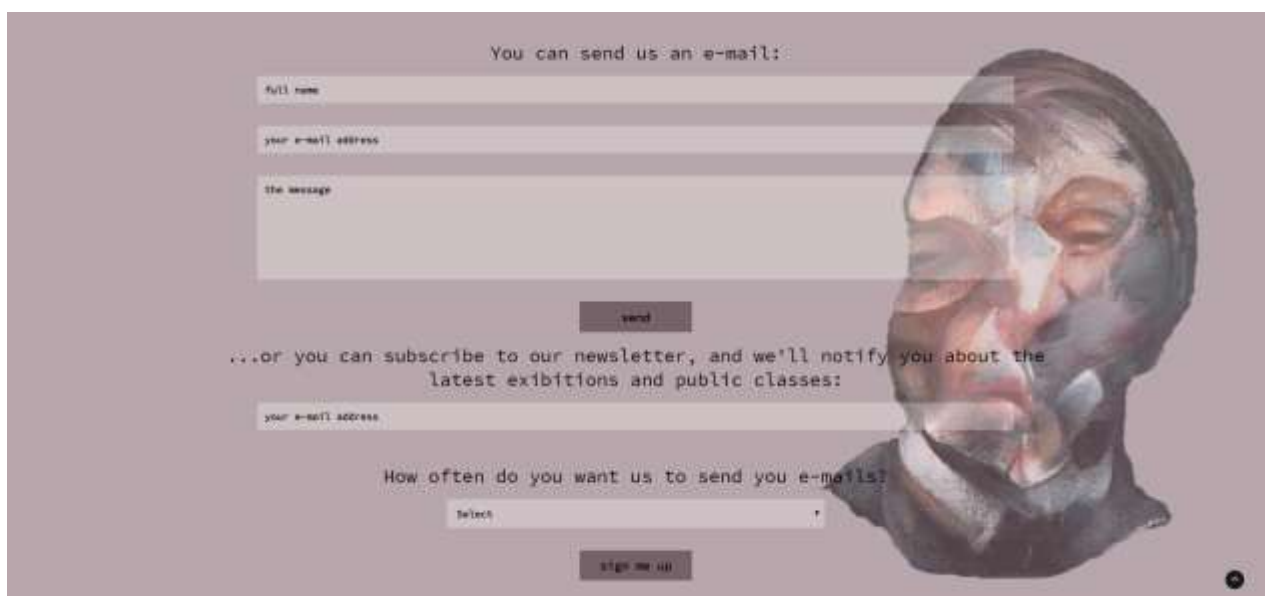 You can send us an e-mail:
full name
your e-mail address
the message
send
...or you can subscribe to our newsletter, and we'll notify you about the
latest exibitions and public classes:
your e-mail address
How often do you want us to send you e-mails?
Select
sign me up